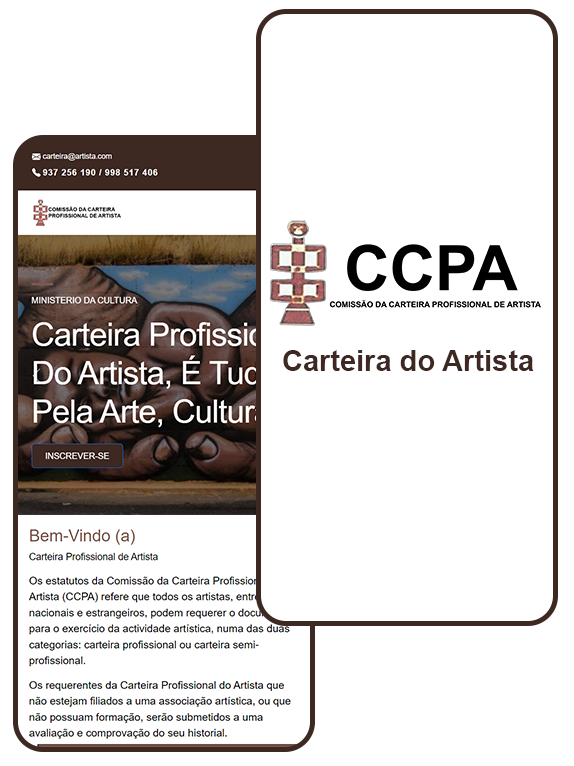 carteira@artista.com
937 256 190 / 998 517 406
COMISSÃO DA CARTEIRA
PROFISSIONAL DE ARTISTA
MINISTERIO DA CULTURA
Carteira Profissio
Do Artista, É Tud
Pela Arte, Cultura
INSCREVER-SE
Bem-Vindo (a)
Carteira Profissional de Artista
Os estatutos da Comissão da Carteira Profission
Artista (CCPA) refere que todos os artistas, entre
nacionais e estrangeiros, podem requerer o docu
para o exercício da actividade artística, numa das duas
categorias: carteira profissional ou carteira semi-
profissional.
Os requerentes da Carteira Profissional do Artista que
não estejam filiados a uma associação artística, ou que
não possuam formação, serão submetidos a uma
avaliação e comprovação do seu historial.
CCPA
COMISSÃO DA CARTEIRA PROFISSIONAL DE ARTISTA
Carteira do Artista